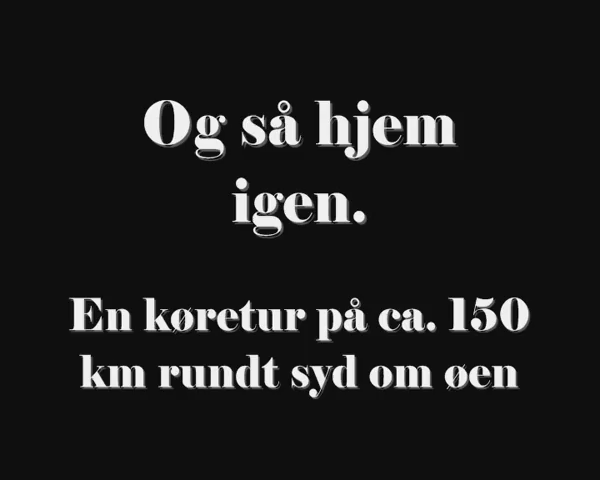 Og så hjem
igen.
En køretur på ca. 150
km rundt syd om øen